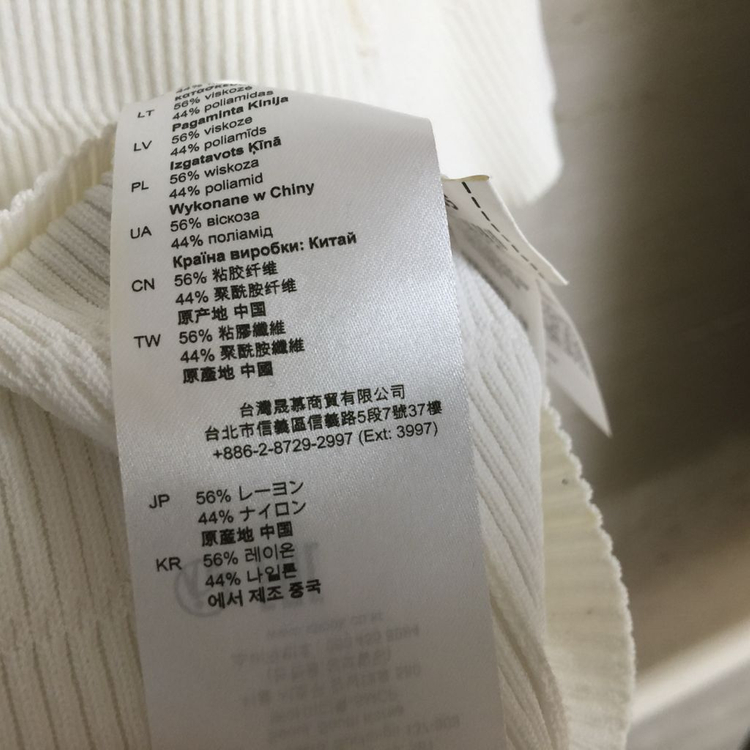 LT 56% viskozė
44% poliamidas
Pagaminta Kinija
LV 56% viskoze
44% poliamīds
Izgatavots Ķīnā
PL 56% wiskoza
44% poliamid
Wykonane w Chiny
UA 56% віскоза
44% поліамід
Країна виробки: Китай
CN 56% 粘胶纤维
44% 聚酰胺纤维
原产地 中国
TW 56% 粘膠纖維
44% 聚酰胺纖維
原產地 中國
台灣晟慕商貿有限公司
台北市信義區信義路5段7號37樓
+886-2-8729-2997 (Ext: 3997)
JP 56% レーヨン
44% ナイロン
原産地 中国
KR 56% 레이온
44% 나일론
에서 제조 중국